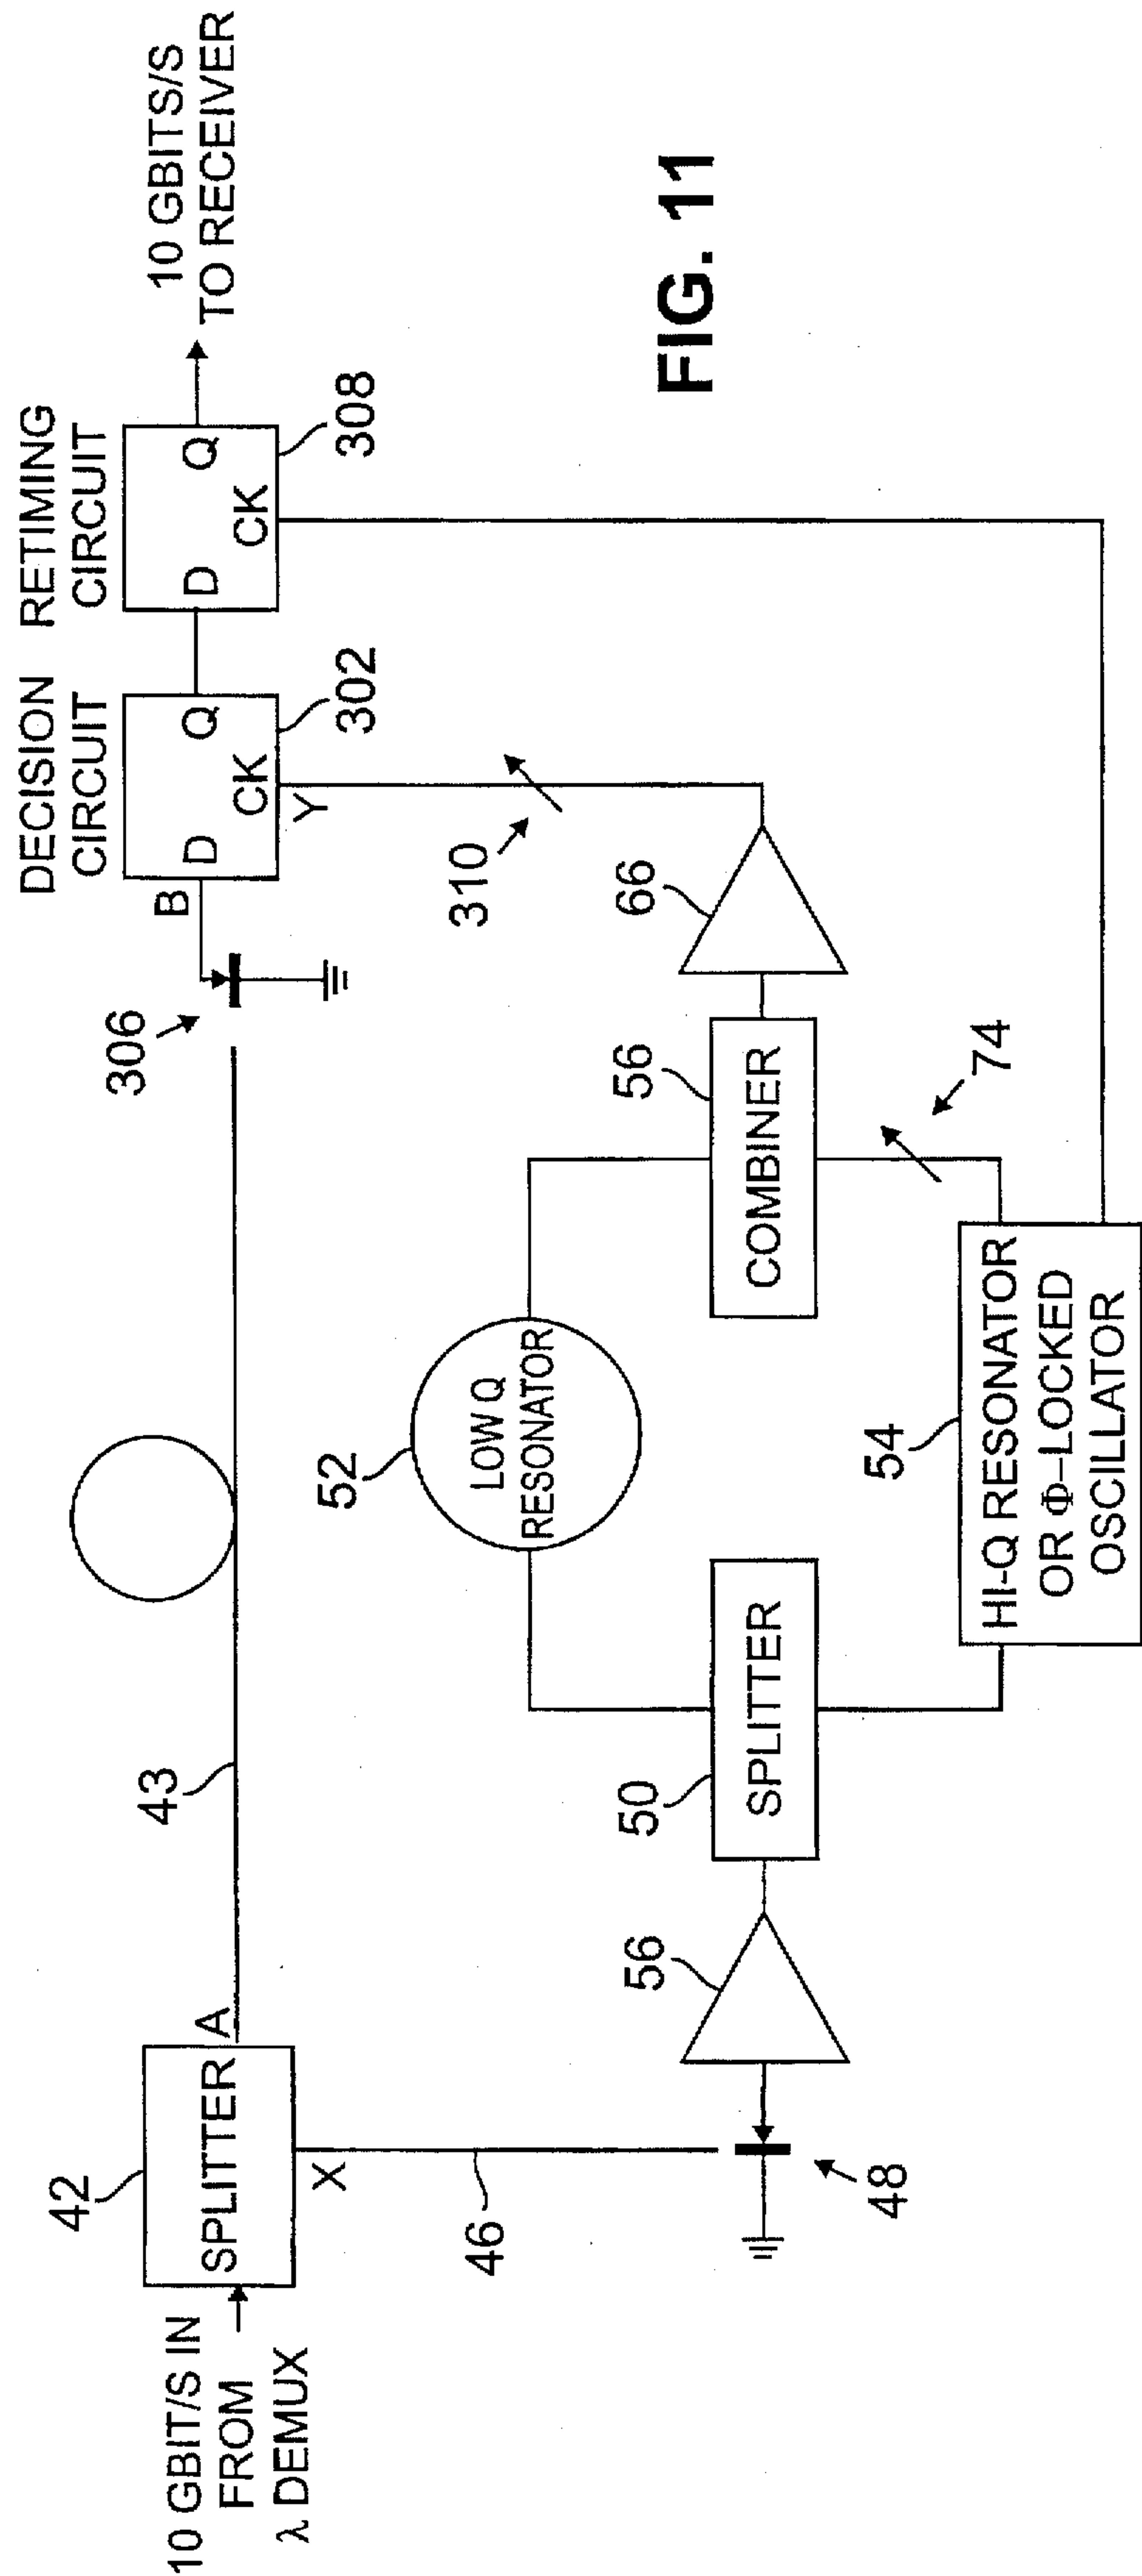 10 GBIT/S IN
FROM
λ DEMUX
42
SPLITTER
A
X
43
46
48
56
50
SPLITTER
52
LOW Q
RESONATOR
54
HI-Q RESONATOR
OR Φ–LOCKED
OSCILLATOR
56
COMBINER
74
66
310
306
B
DECISION
CIRCUIT
D
Q
CK
Y
302
RETIMING
CIRCUIT
D
Q
CK
308
10 GBITS/S
TO RECEIVER
FIG. 11